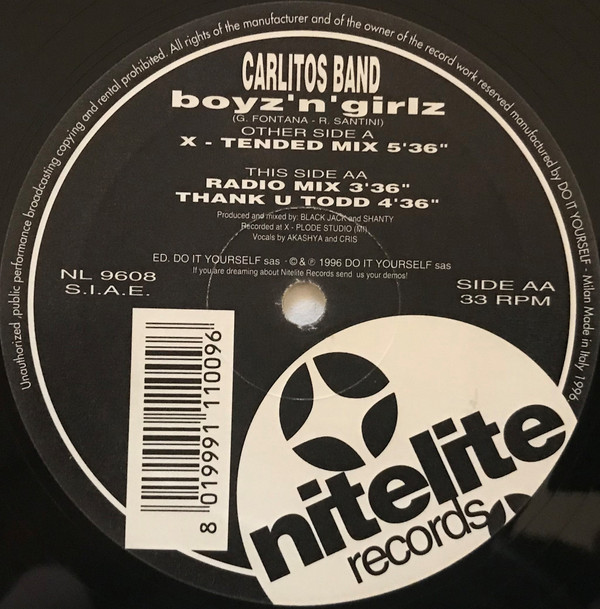 Unauthorized ,public performance broadcasting copying and rental prohibited. All rights of the manufacturer and of the owner of the record work reserved manufactured by DO IT YOURSELF - Milan Made in Italy 1996
CARLITOS BAND
boyz'n'girlz
(G. FONTANA - R. SANTINI)
OTHER SIDE A
X - TENDED MIX 5'36"
THIS SIDE AA
RADIO MIX 3'36"
THANK U TODD 4'36"
Produced and mixed by: BLACK JACK and SHANTY
Recorded at X - PLODE STUDIO (MI)
Vocals by AKASHYA and CRIS
ED. DO IT YOURSELF sas - © & ℗ 1996 DO IT YOURSELF sas
If you are dreaming about Nitelite Records send us your demos!
NL 9608
S.I.A.E.
SIDE AA
33 RPM
8 019991 110096
nitelite
records